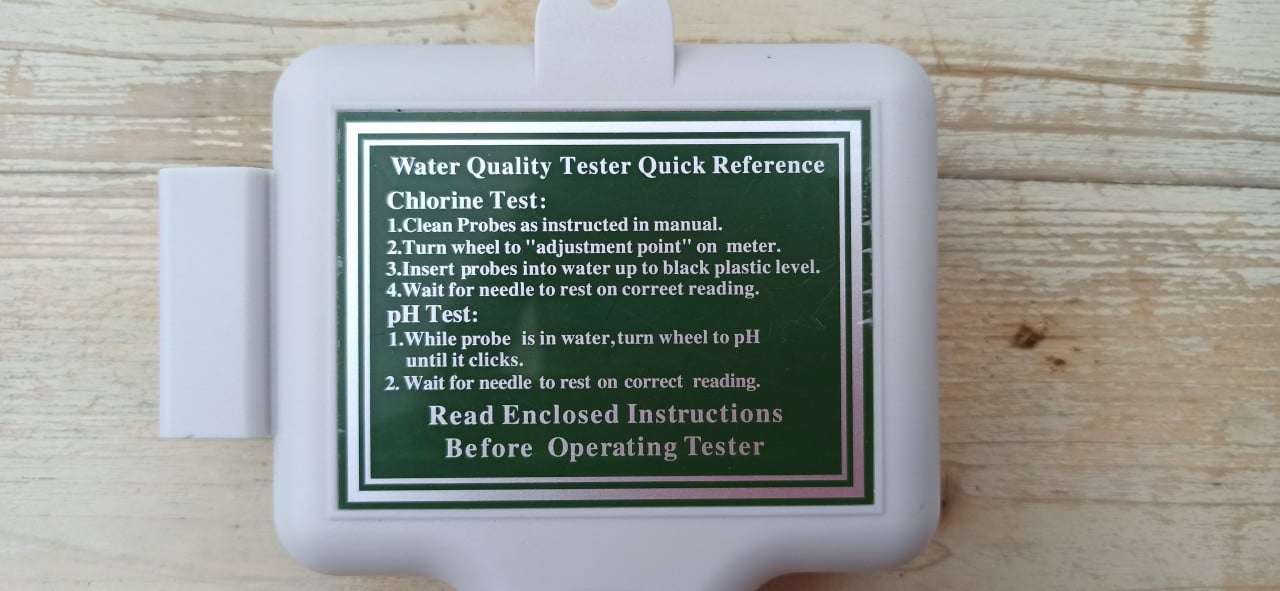 Water Quality Tester Quick Reference
Chlorine Test:
1.Clean Probes as instructed in manual.
2.Turn wheel to "adjustment point" on meter.
3.Insert probes into water up to black plastic level.
4.Wait for needle to rest on correet reading.
pH Test:
1.While probe is in water,turn wheel to pH
until it clicks.
2. Wait for needle to rest on correct reading.
Read Enclosed Instructions
Before Operating Tester